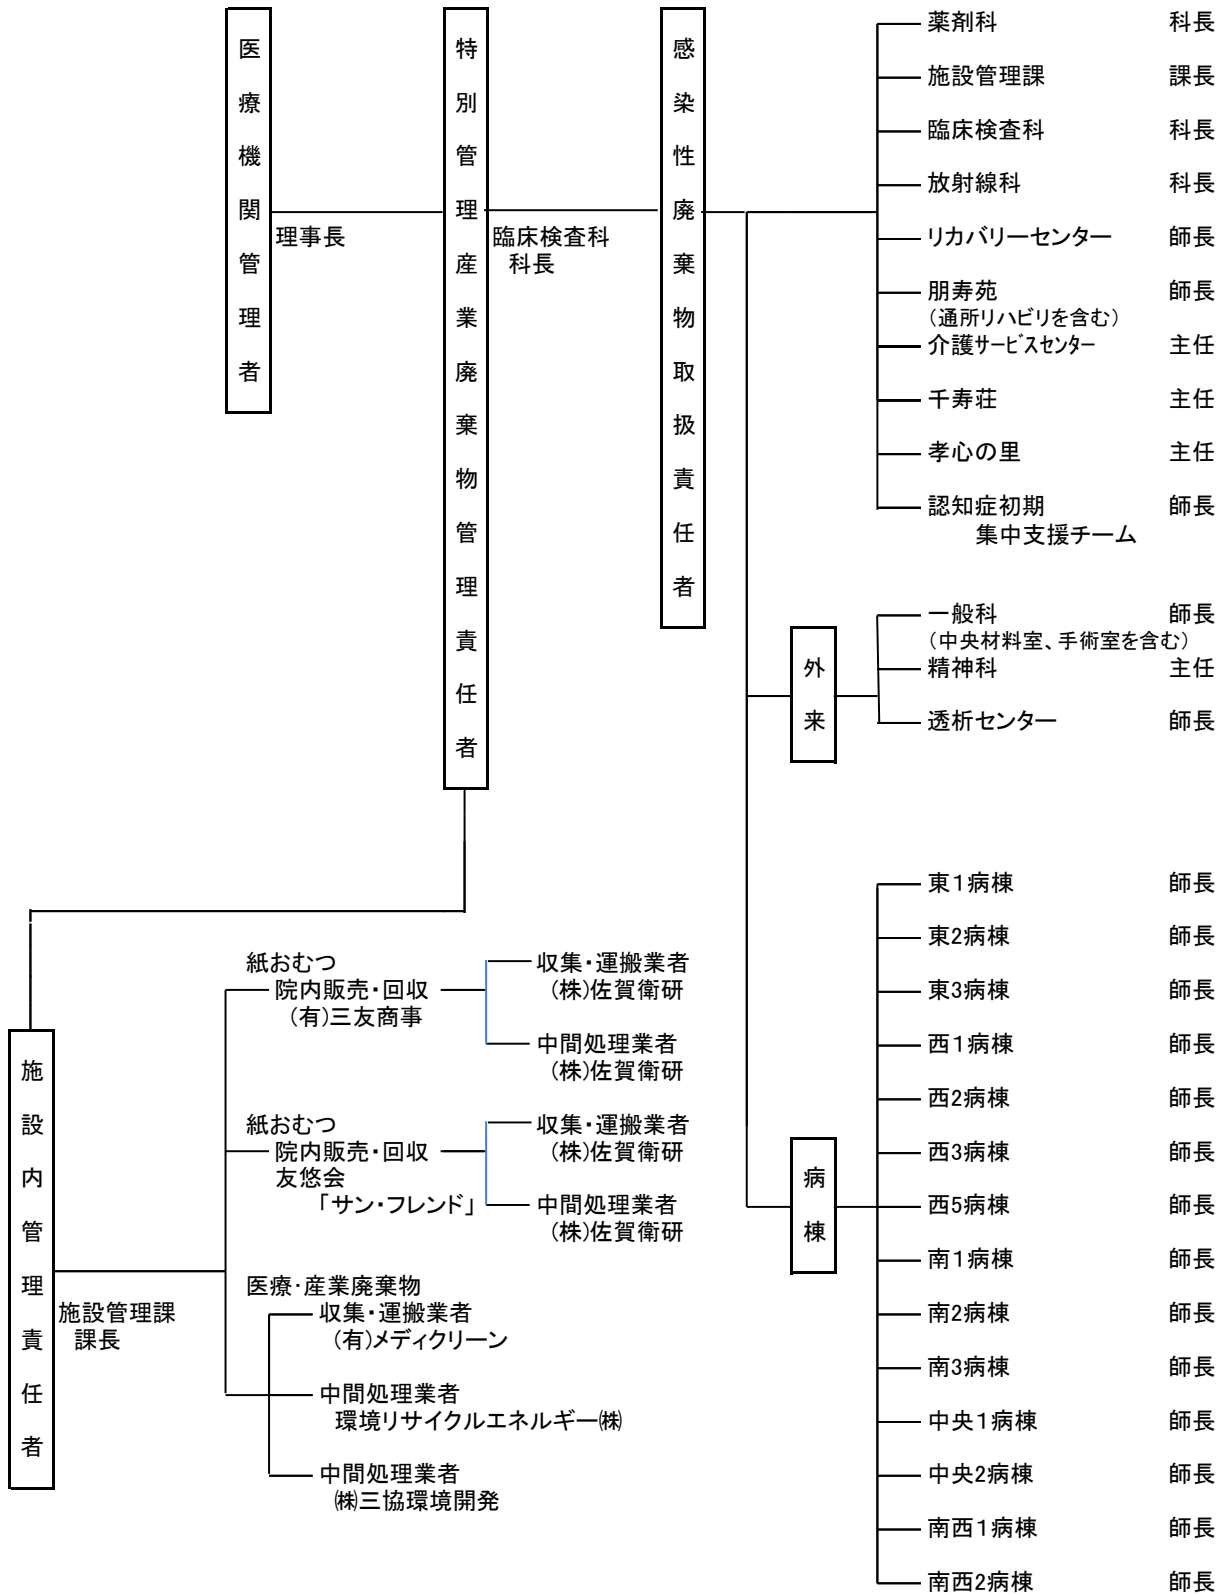 医療機関管理者
理事長
特別管理産業廃棄物管理責任者
臨床検査科
科長
感染性廃棄物取扱責任者
薬剤科 科長
施設管理課 課長
臨床検査科 科長
放射線科 科長
リカバリーセンター 師長
朋寿苑 師長
(通所リハビリを含む)
介護サービスセンター 主任
千寿荘 主任
孝心の里 主任
認知症初期 師長
集中支援チーム
外来
一般科 師長
(中央材料室、手術室を含む)
精神科 主任
透析センター 師長
病棟
東1病棟 師長
東2病棟 師長
東3病棟 師長
西1病棟 師長
西2病棟 師長
西3病棟 師長
西5病棟 師長
南1病棟 師長
南2病棟 師長
南3病棟 師長
中央1病棟 師長
中央2病棟 師長
南西1病棟 師長
南西2病棟 師長
施設内管理責任者
施設管理課
課長
紙おむつ
院内販売・回収
(有)三友商事
収集・運搬業者
(株)佐賀衛研
中間処理業者
(株)佐賀衛研
紙おむつ
院内販売・回収
友悠会
「サン・フレンド」
収集・運搬業者
(株)佐賀衛研
中間処理業者
(株)佐賀衛研
医療・産業廃棄物
収集・運搬業者
(有)メディクリーン
中間処理業者
環境リサイクルエネルギー㈱
中間処理業者
㈱三協環境開発